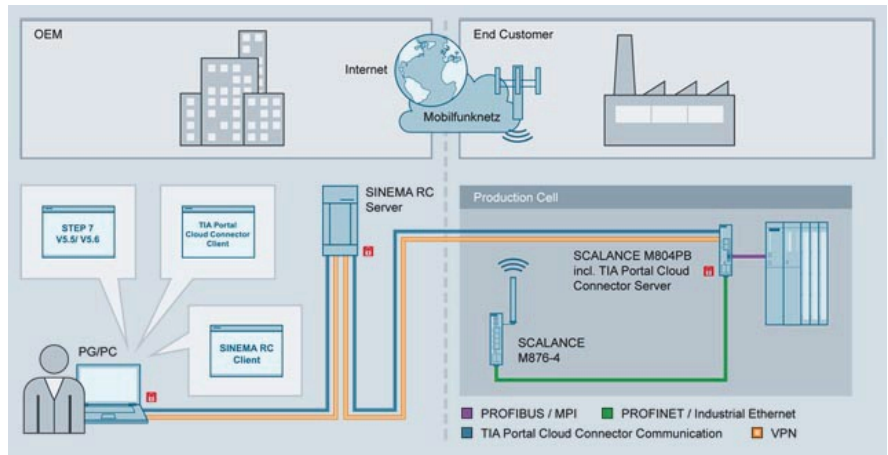 OEM
End Customer
Internet
Mobilfunknetz
SINEMA RC
Server
Production Cell
STEP 7
V5.5/ V5.6
TIA Portal
Cloud Connector
Client
SCALANCE M804PB
incl. TIA Portal Cloud
Connector Server
SINEMA RC
Client
PG/PC
SCALANCE
M876-4
PROFIBUS / MPI
PROFINET / Industrial Ethernet
TIA Portal Cloud Connector Communication
VPN